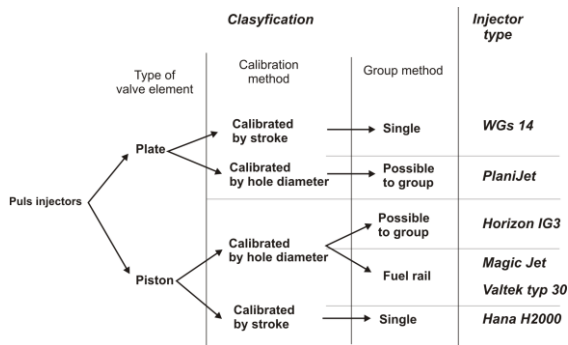 Clasyfication
Injector
type
Type of
valve element
Calibration
method
Group method
Calibrated
by stroke
Single
WGs 14
Plate
Calibrated
by hole diameter
Possible
to group
PlaniJet
Puls injectors
Possible
to group
Horizon IG3
Calibrated
by hole diameter
Magic Jet
Fuel rail
Piston
Valtek typ 30
Calibrated
by stroke
Single
Hana H2000